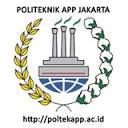 POLITEKNIK APP JAKARTA
http://poltekapp.ac.id